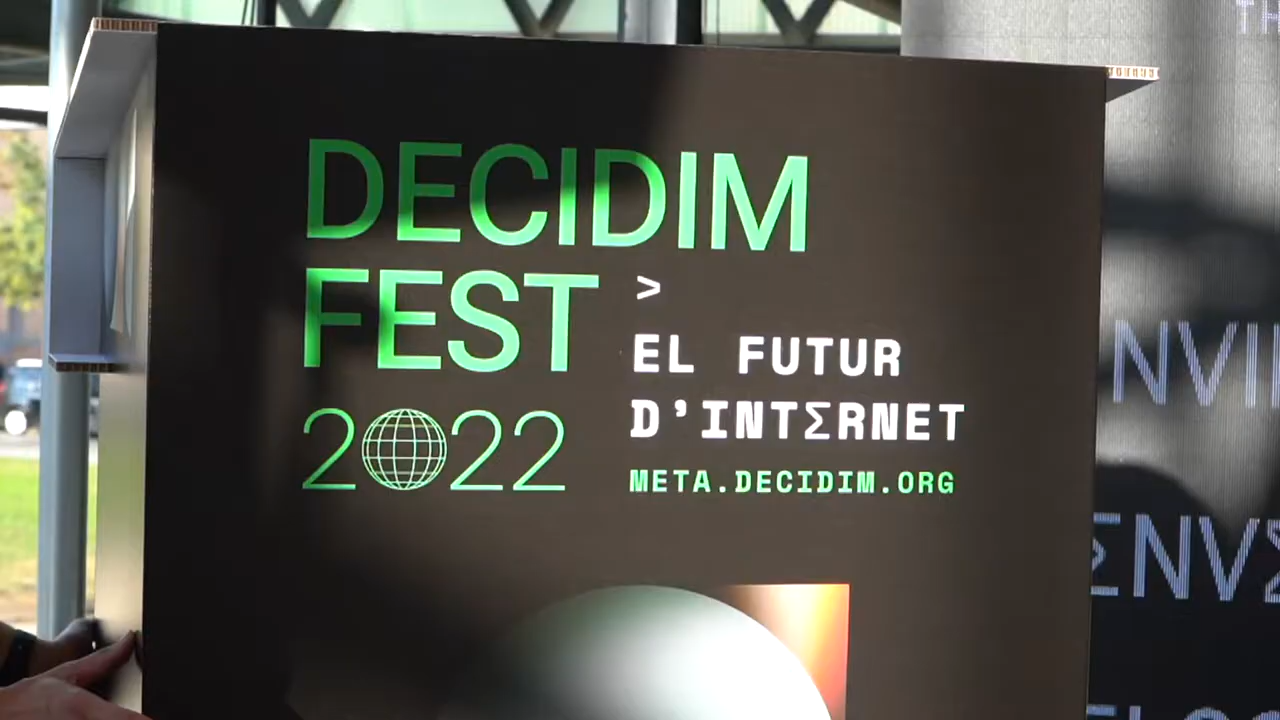 DECIDIM
FEST
2022
>
EL FUTUR
D’INTΣRNET
META.DECIDIM.ORG